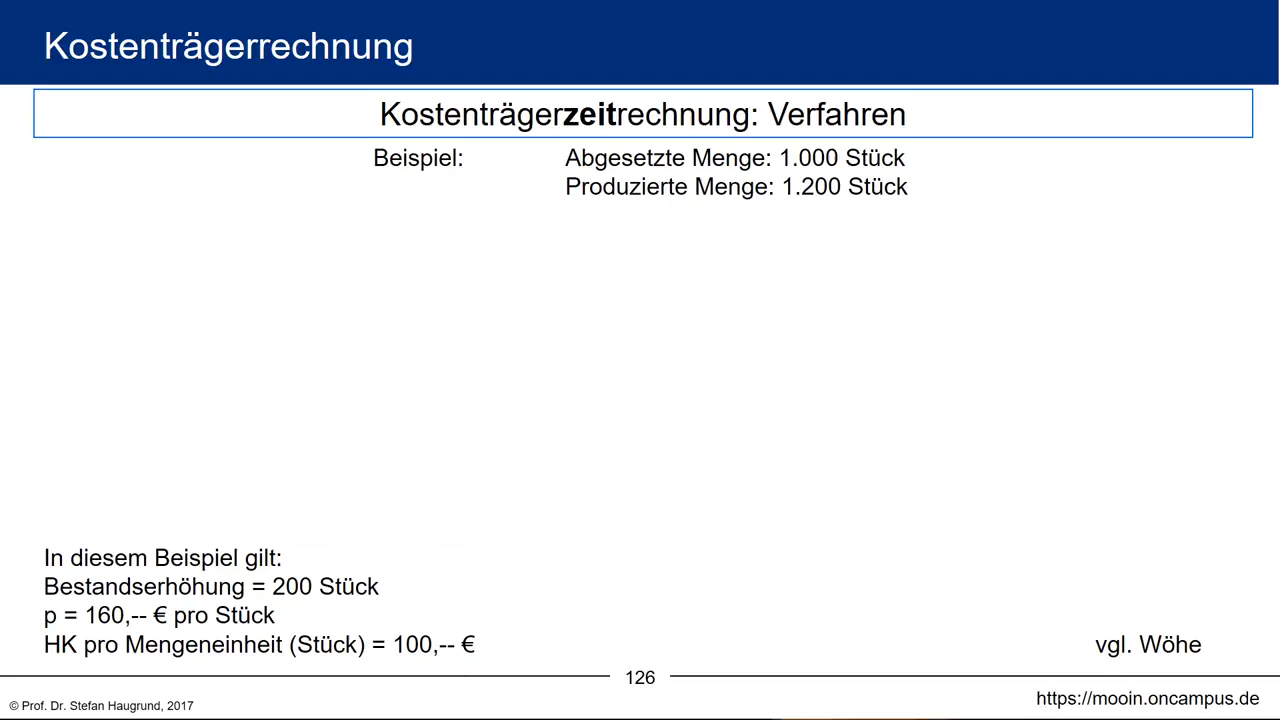 Kostenträgerrechnung
Kostenträgerzeitrechnung: Verfahren
Beispiel: Abgesetzte Menge: 1.000 Stück
Produzierte Menge: 1.200 Stück
In diesem Beispiel gilt:
Bestandserhöhung = 200 Stück
p = 160,-- € pro Stück
HK pro Mengeneinheit (Stück) = 100,-- €
vgl. Wöhe
126
© Prof. Dr. Stefan Haugrund, 2017
https://mooin.oncampus.de